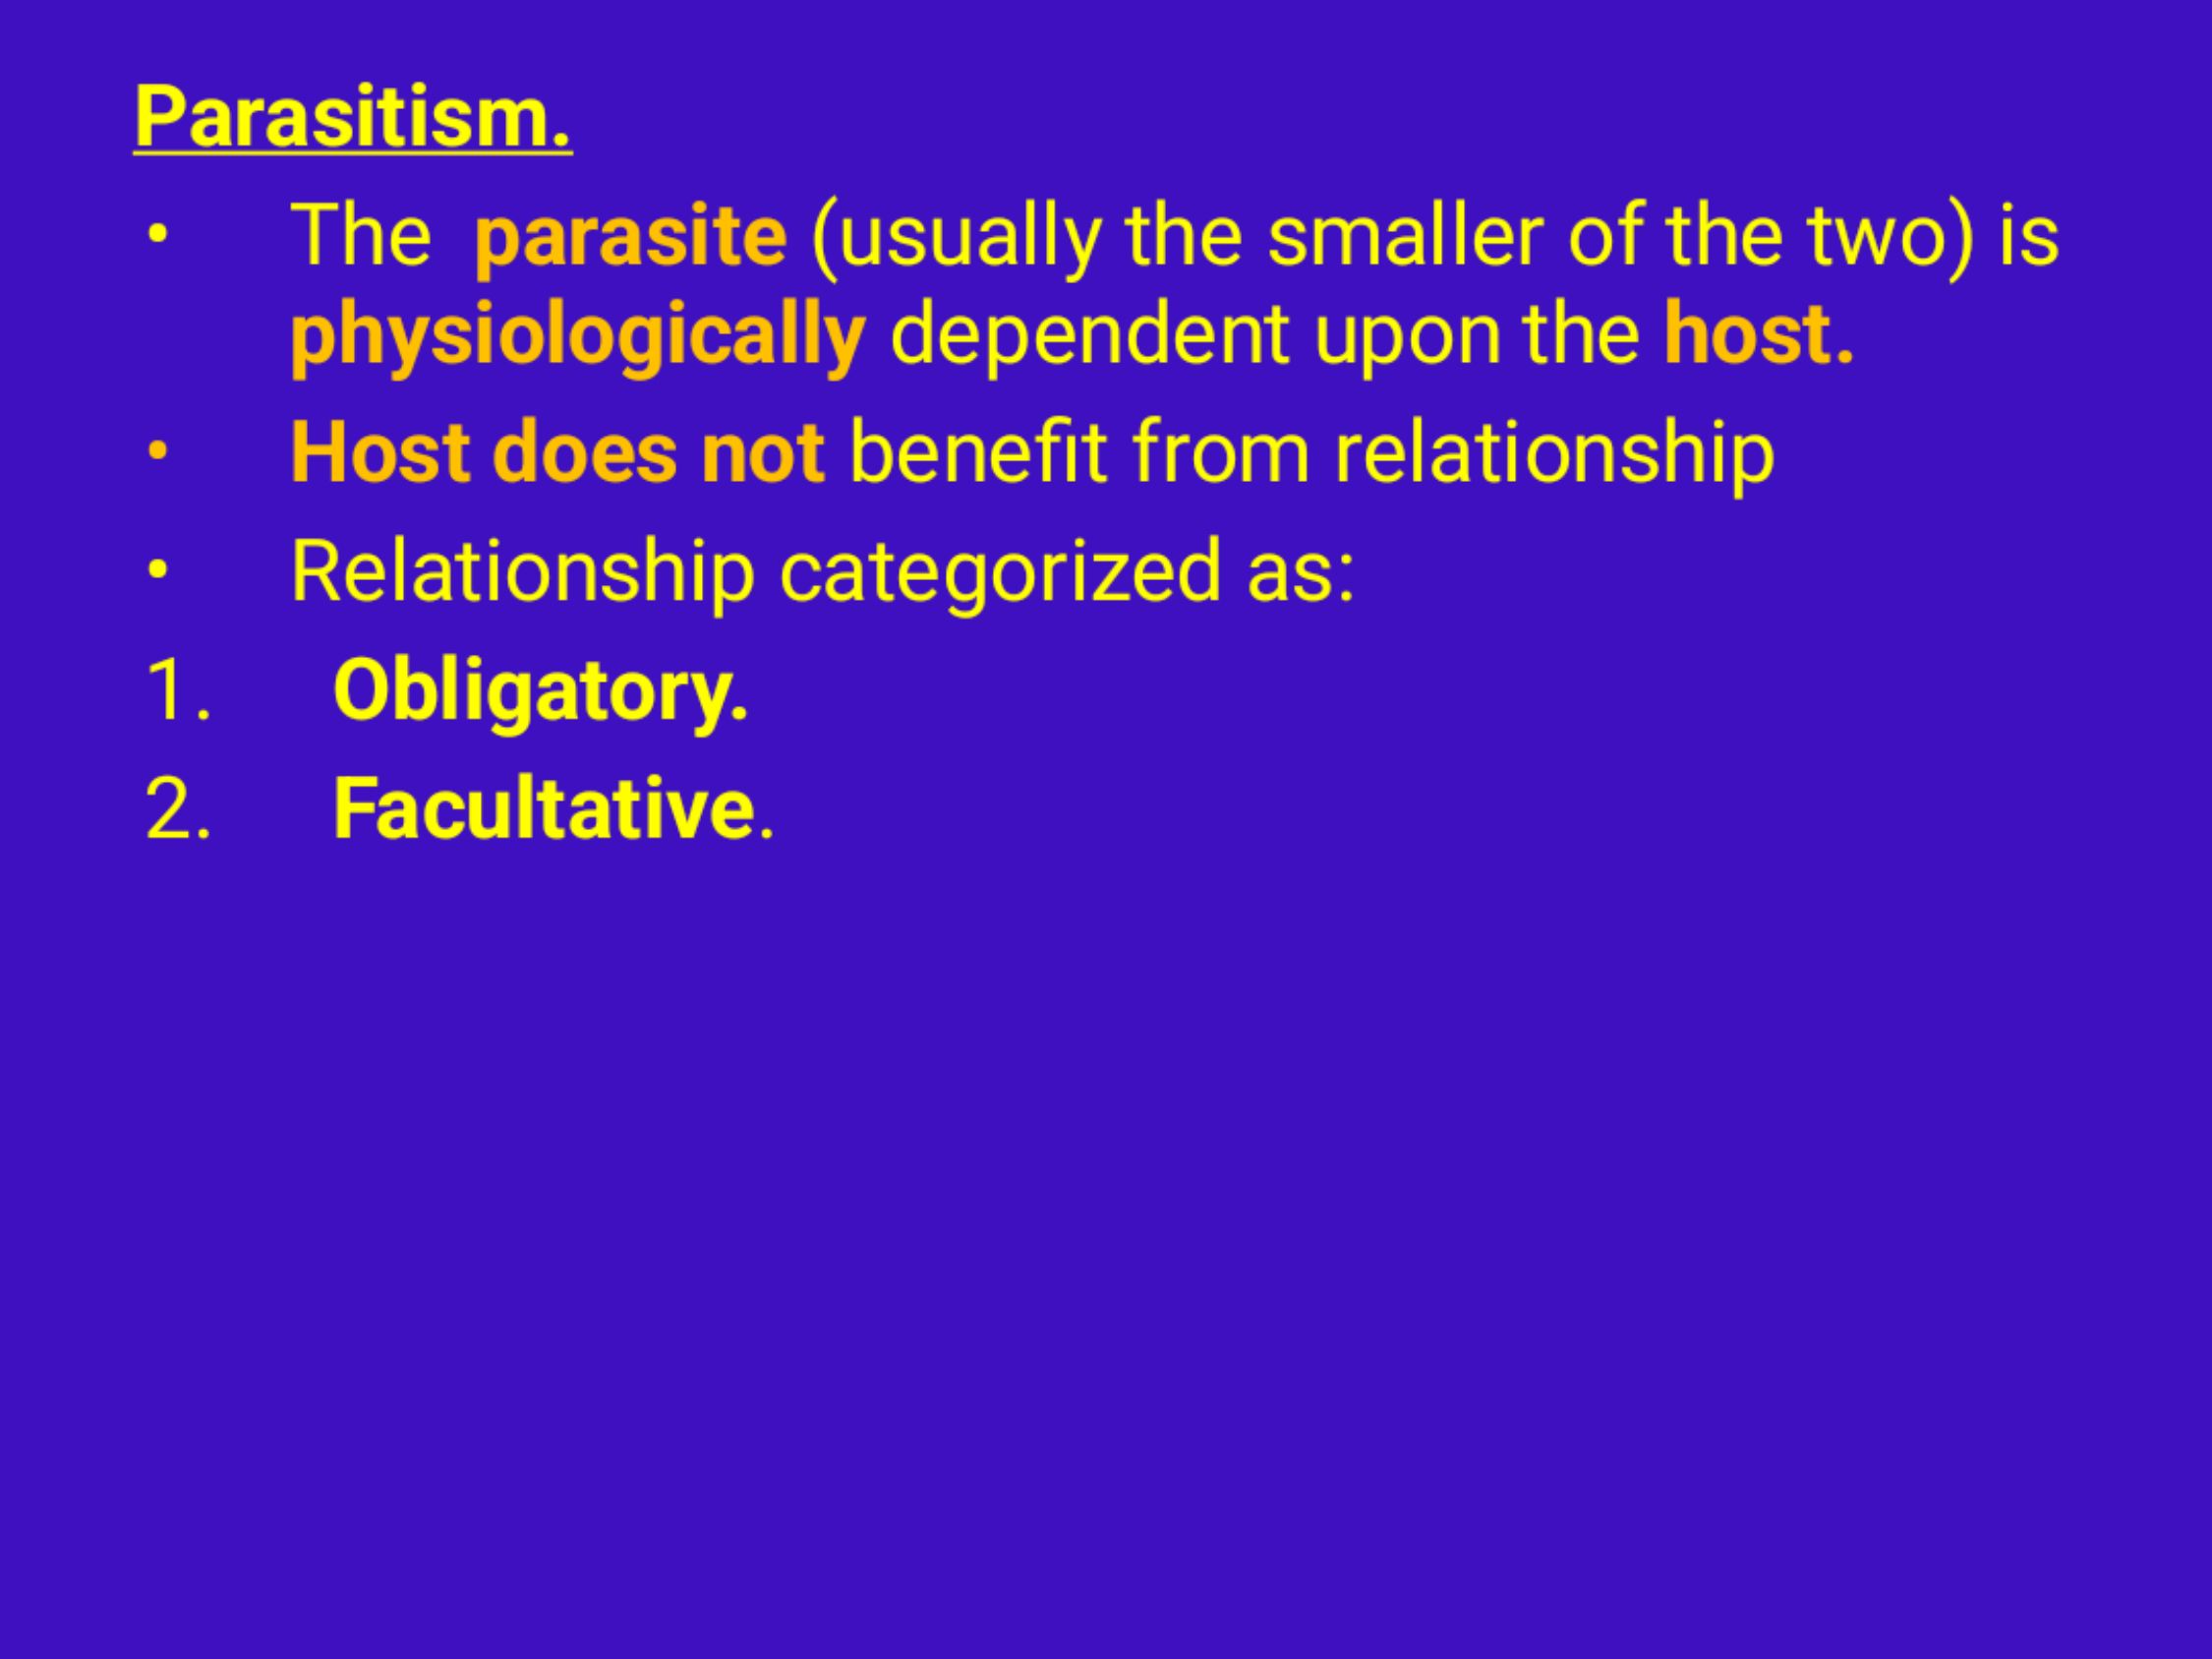 Parasitism.
• The parasite (usually the smaller of the two) is
physiologically dependent upon the host.
• Host does not benefit from relationship
• Relationship categorized as:
1. Obligatory.
2. Facultative.